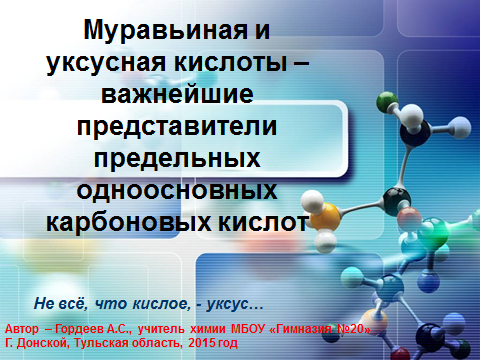 Муравьиная и
уксусная кислоты –
важнейшие
представители
предельных
одноосновных
карбоновых кислот
Не всё, что кислое, - уксус…
Автор – Гордеев А.С., учитель химии МБОУ «Гимназия №20»
Г. Донской, Тульская область, 2015 год